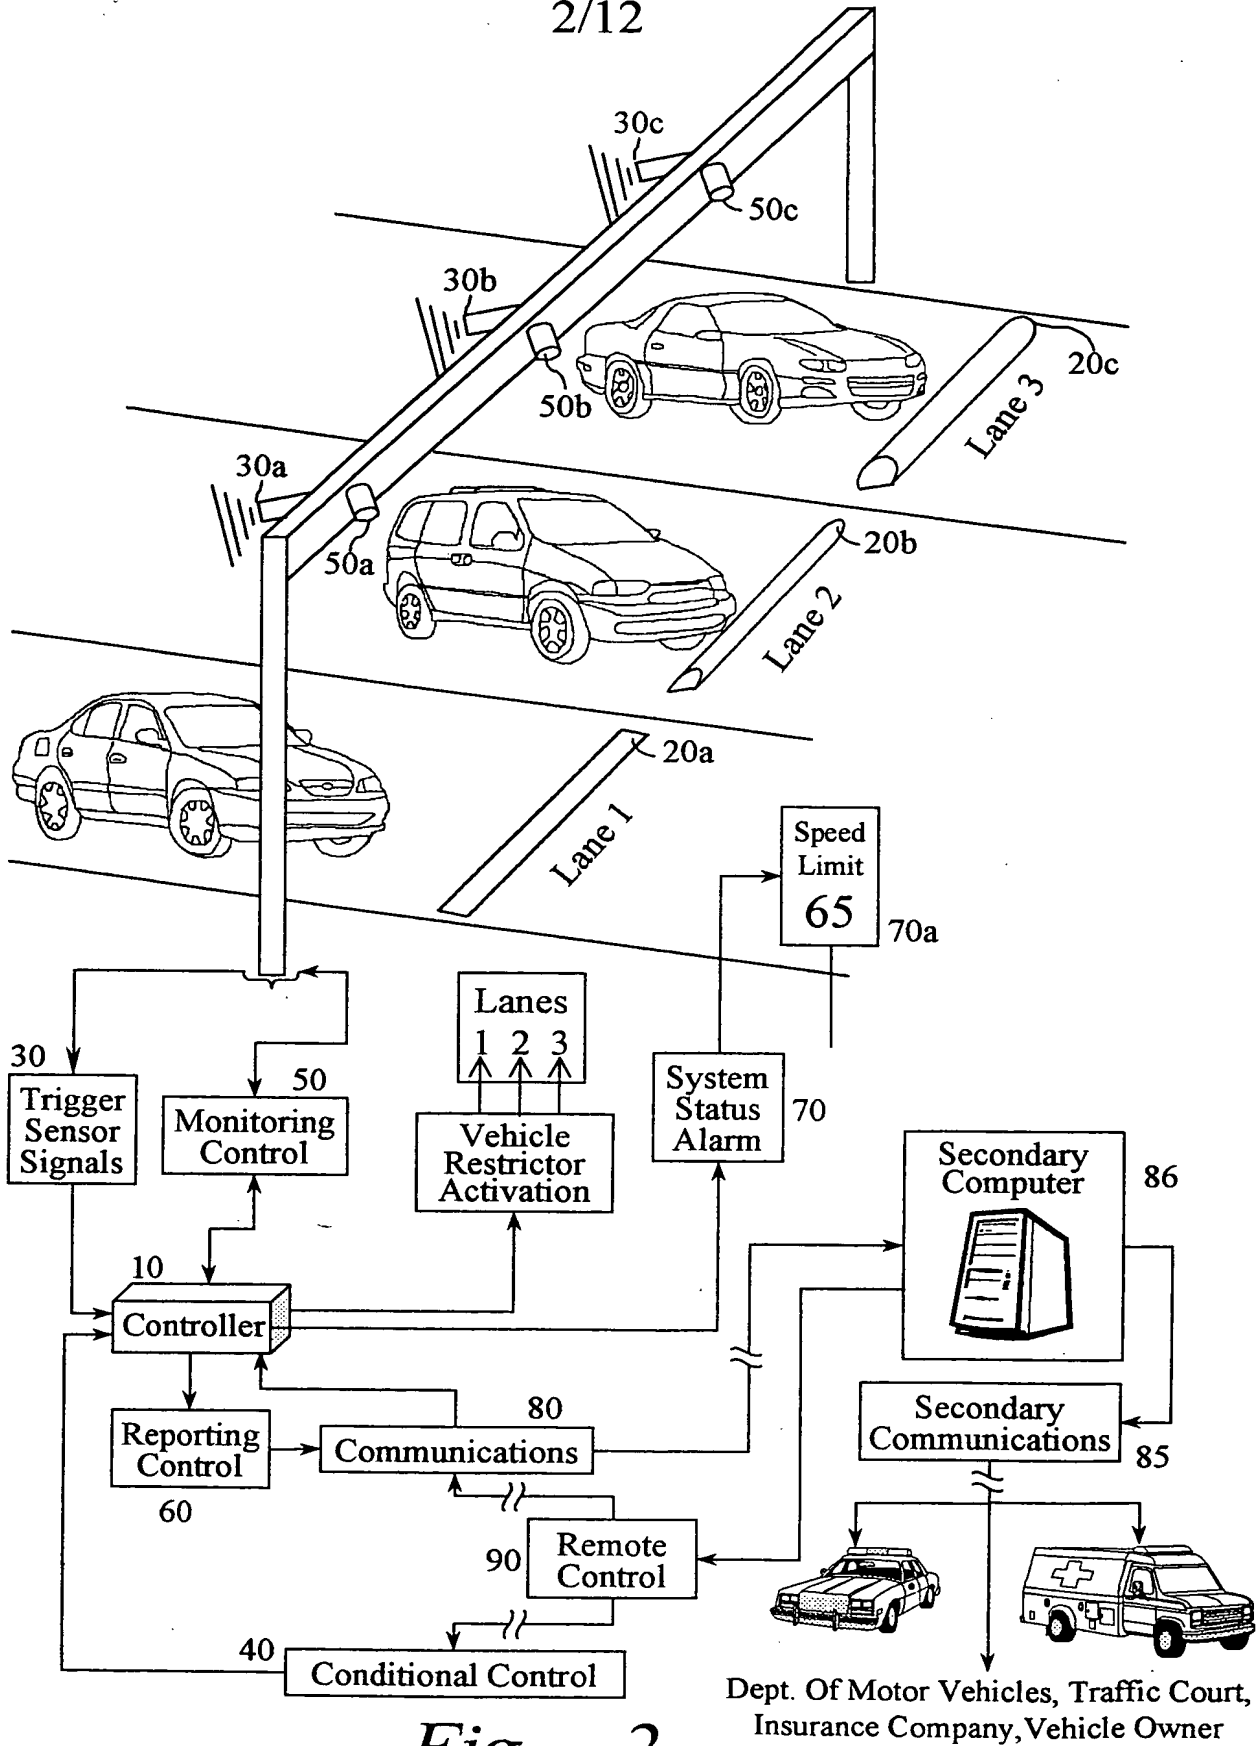 2/12
30c
50c
30b
50b
20c
Lane 3
30a
50a
20b
Lane 2
20a
Lane 1
Speed
Limit
65
70a
Lanes
1 2 3
30
Trigger
Sensor
Signals
50
Monitoring
Control
Vehicle
Restrictor
Activation
System
Status
Alarm
70
Secondary
Computer
86
10
Controller
Reporting
Control
60
80
Communications
Secondary
Communications
85
90
Remote
Control
40
Conditional Control
Dept. Of Motor Vehicles, Traffic Court,
Insurance Company, Vehicle Owner
Fig. 2